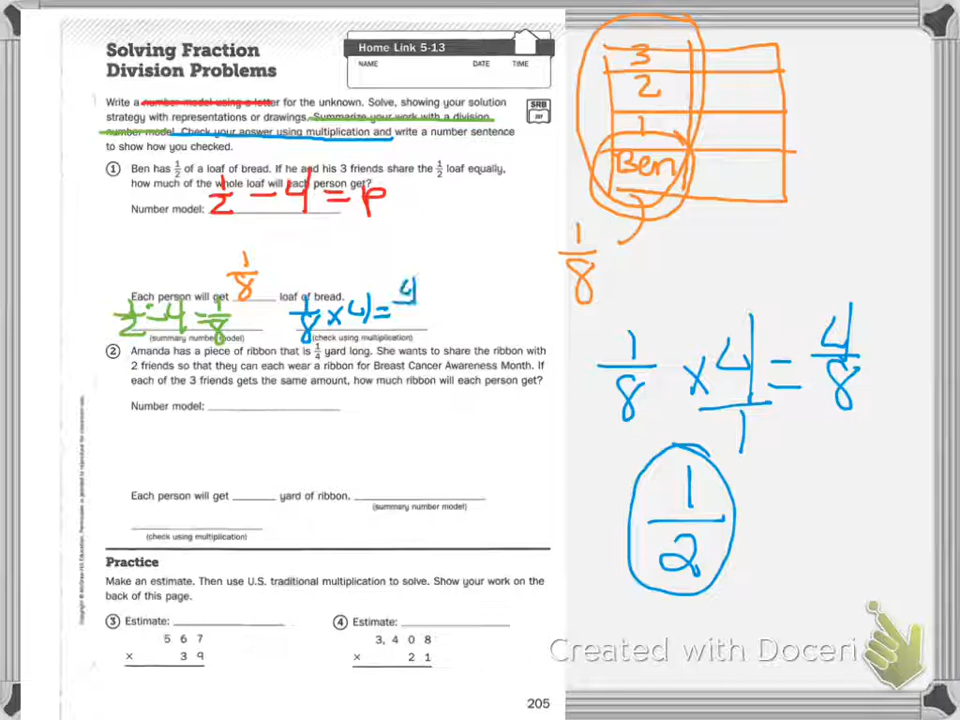 Solving Fraction
Division Problems
Home Link 5-13
NAME DATE TIME
Write a number model using a letter for the unknown. Solve, showing your solution
strategy with representations or drawings. Summarize your work with a division
number model. Check your answer using multiplication and write a number sentence
to show how you checked.
SRB
① Ben has 1/2 of a loaf of bread. If he and his 3 friends share the 1/2 loaf equally,
how much of the whole loaf will each person get?
Number model: 1/2 − 4 = p
Each person will get 1/8 loaf of bread.
1/2 ÷ 4 = 1/8 1/8 × 4 = 4
(summary number model) (check using multiplication)
② Amanda has a piece of ribbon that is 1/4 yard long. She wants to share the ribbon with
2 friends so that they can each wear a ribbon for Breast Cancer Awareness Month. If
each of the 3 friends gets the same amount, how much ribbon will each person get?
Number model:
Each person will get ______ yard of ribbon.
(summary number model)
(check using multiplication)
Practice
Make an estimate. Then use U.S. traditional multiplication to solve. Show your work on the
back of this page.
③ Estimate:
5 6 7
× 3 9
④ Estimate:
3, 4 0 8
× 2 1
205
3
2
1
Ben
1/8
1/8 × 4/1 = 4/8
1/2
Created with Doceri